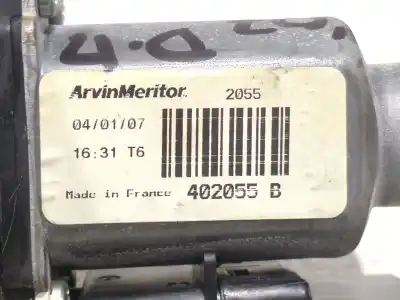 ArvinMeritor 2055
04/01/07
16:31 T6
Made in France 402055 B